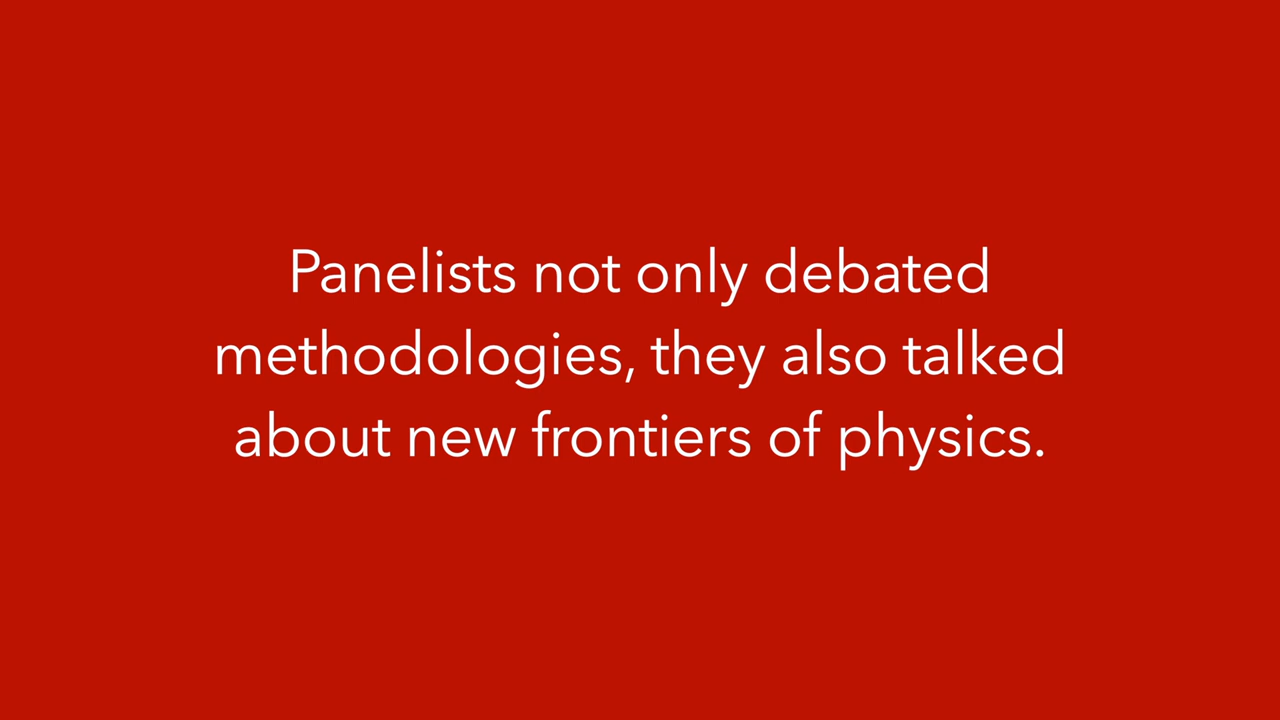 Panelists not only debated
methodologies, they also talked
about new frontiers of physics.